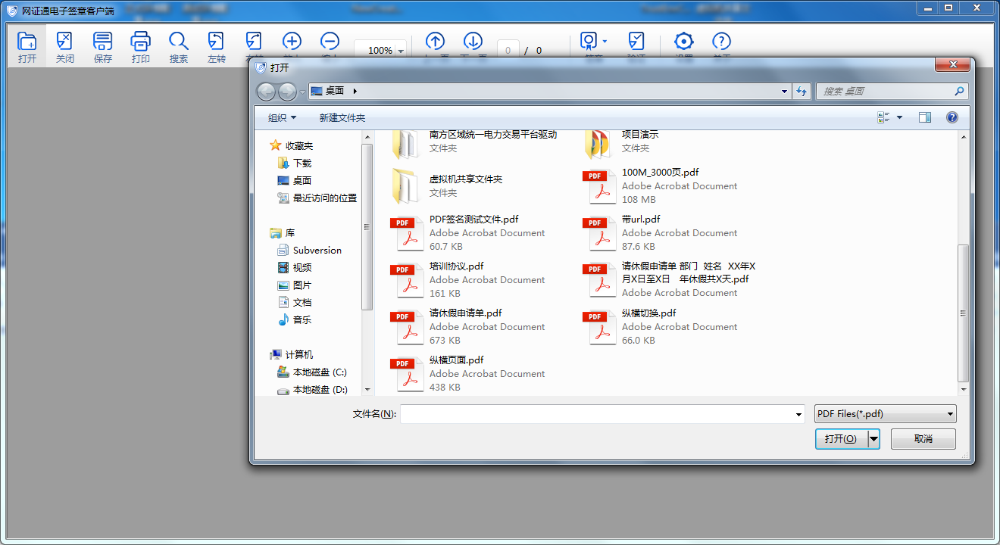 网证通电子签章客户端
打开
关闭
保存
打印
搜索
左转
100%
0 / 0
打开
桌面
搜索 桌面
组织
新建文件夹
收藏夹
下载
桌面
最近访问的位置
库
Subversion
视频
图片
文档
音乐
计算机
本地磁盘 (C:)
本地磁盘 (D:)
南方区域统一电力交易平台驱动
文件夹
项目演示
文件夹
虚拟机共享文件夹
文件夹
PDF
100M_3000页.pdf
Adobe Acrobat Document
108 MB
PDF
PDF签名测试文件.pdf
Adobe Acrobat Document
60.7 KB
PDF
带url.pdf
Adobe Acrobat Document
87.6 KB
PDF
培训协议.pdf
Adobe Acrobat Document
161 KB
PDF
请休假申请单 部门 姓名 XX年X
月X日至X日 年休假共X天.pdf
Adobe Acrobat Document
PDF
请休假申请单.pdf
Adobe Acrobat Document
673 KB
PDF
纵横切换.pdf
Adobe Acrobat Document
66.0 KB
PDF
纵横页面.pdf
Adobe Acrobat Document
438 KB
文件名(N):
PDF Files(*.pdf)
打开(O)
取消